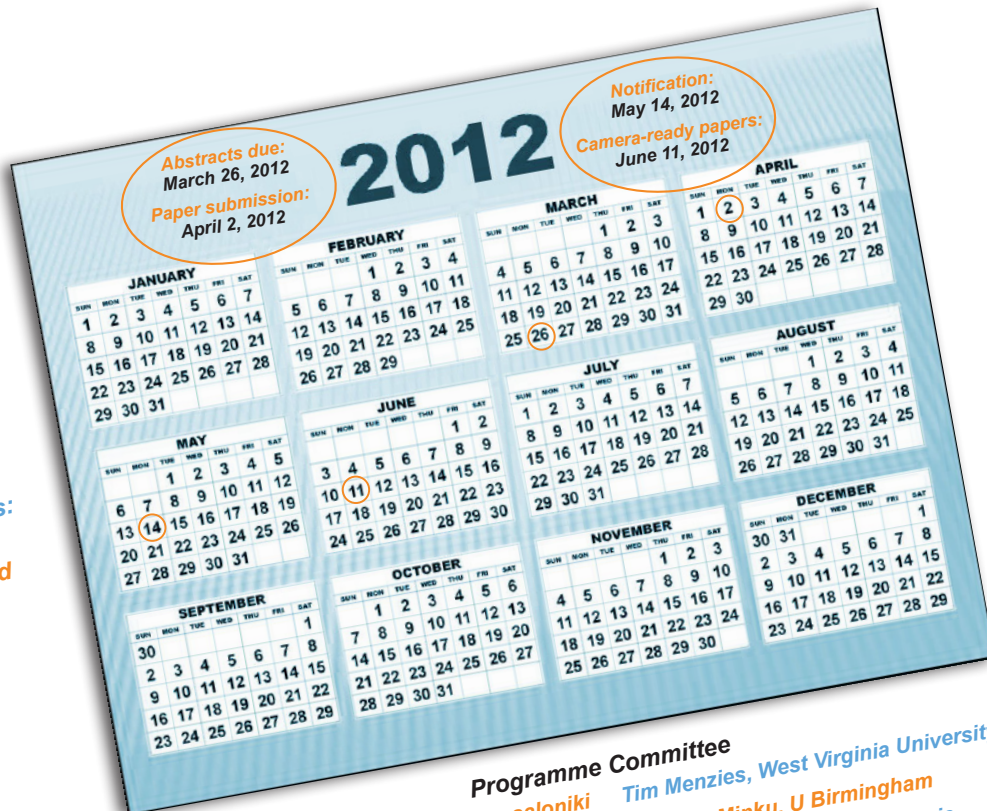 Abstracts due:
March 26, 2012
Paper submission:
April 2, 2012
2012
Notification:
May 14, 2012
Camera-ready papers:
June 11, 2012
JANUARY
SUN MON TUE WED THU FRI SAT
1 2 3 4 5 6 7
8 9 10 11 12 13 14
15 16 17 18 19 20 21
22 23 24 25 26 27 28
29 30 31
FEBRUARY
SUN MON TUE WED THU FRI SAT
1 2 3 4
5 6 7 8 9 10 11
12 13 14 15 16 17 18
19 20 21 22 23 24 25
26 27 28 29
MARCH
SUN MON TUE WED THU FRI SAT
1 2 3
4 5 6 7 8 9 10
11 12 13 14 15 16 17
18 19 20 21 22 23 24
25 26 27 28 29 30 31
APRIL
SUN MON TUE WED THU FRI SAT
1 2 3 4 5 6 7
8 9 10 11 12 13 14
15 16 17 18 19 20 21
22 23 24 25 26 27 28
29 30
MAY
SUN MON TUE WED THU FRI SAT
1 2 3 4 5
6 7 8 9 10 11 12
13 14 15 16 17 18 19
20 21 22 23 24 25 26
27 28 29 30 31
JUNE
SUN MON TUE WED THU FRI SAT
1 2
3 4 5 6 7 8 9
10 11 12 13 14 15 16
17 18 19 20 21 22 23
24 25 26 27 28 29 30
JULY
SUN MON TUE WED THU FRI SAT
1 2 3 4 5 6 7
8 9 10 11 12 13 14
15 16 17 18 19 20 21
22 23 24 25 26 27 28
29 30 31
AUGUST
SUN MON TUE WED THU FRI SAT
1 2 3 4
5 6 7 8 9 10 11
12 13 14 15 16 17 18
19 20 21 22 23 24 25
26 27 28 29 30 31
SEPTEMBER
SUN MON TUE WED THU FRI SAT
30 1
2 3 4 5 6 7 8
9 10 11 12 13 14 15
16 17 18 19 20 21 22
23 24 25 26 27 28 29
OCTOBER
SUN MON TUE WED THU FRI SAT
1 2 3 4 5 6
7 8 9 10 11 12 13
14 15 16 17 18 19 20
21 22 23 24 25 26 27
28 29 30 31
NOVEMBER
SUN MON TUE WED THU FRI SAT
1 2 3
4 5 6 7 8 9 10
11 12 13 14 15 16 17
18 19 20 21 22 23 24
25 26 27 28 29 30
DECEMBER
SUN MON TUE WED THU FRI SAT
30 31 1
2 3 4 5 6 7 8
9 10 11 12 13 14 15
16 17 18 19 20 21 22
23 24 25 26 27 28 29
Programme Committee
Tim Menzies, West Virginia Universit
Minku, U Birmingham